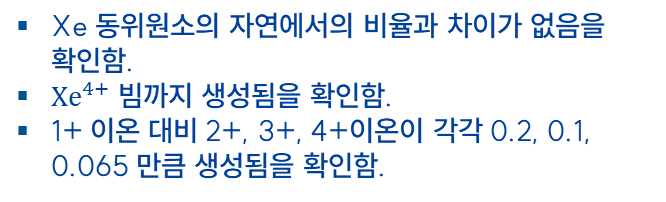 ▪ Xe 동위원소의 자연에서의 비율과 차이가 없음을
확인함.
▪ Xe⁴⁺ 빔까지 생성됨을 확인함.
▪ 1+ 이온 대비 2+, 3+, 4+이온이 각각 0.2, 0.1,
0.065 만큼 생성됨을 확인함.